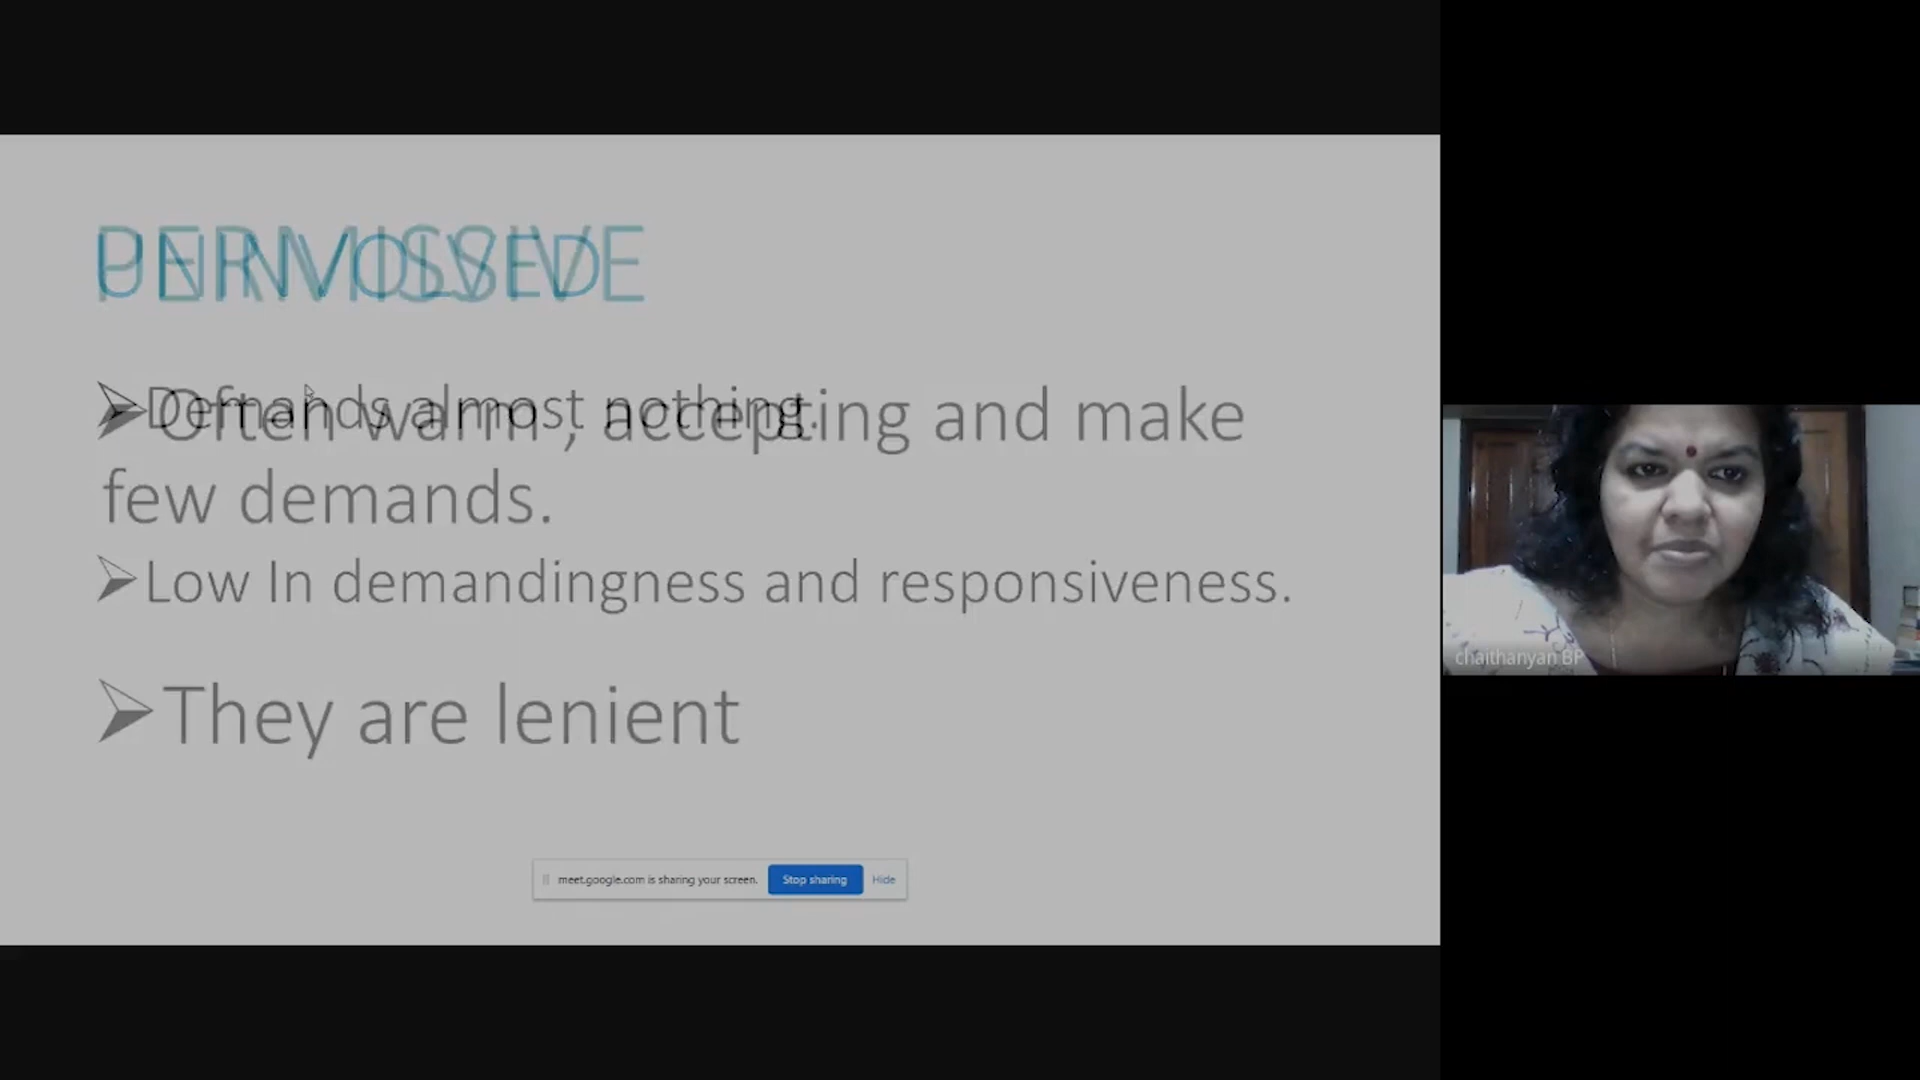 PERMISSIVE
UNINVOLVED
➢Demands almost nothing.
➢Often warm , accepting and make
few demands.
➢Low In demandingness and responsiveness.
➢They are lenient
meet.google.com is sharing your screen. Stop sharing Hide
chaithanyan BP